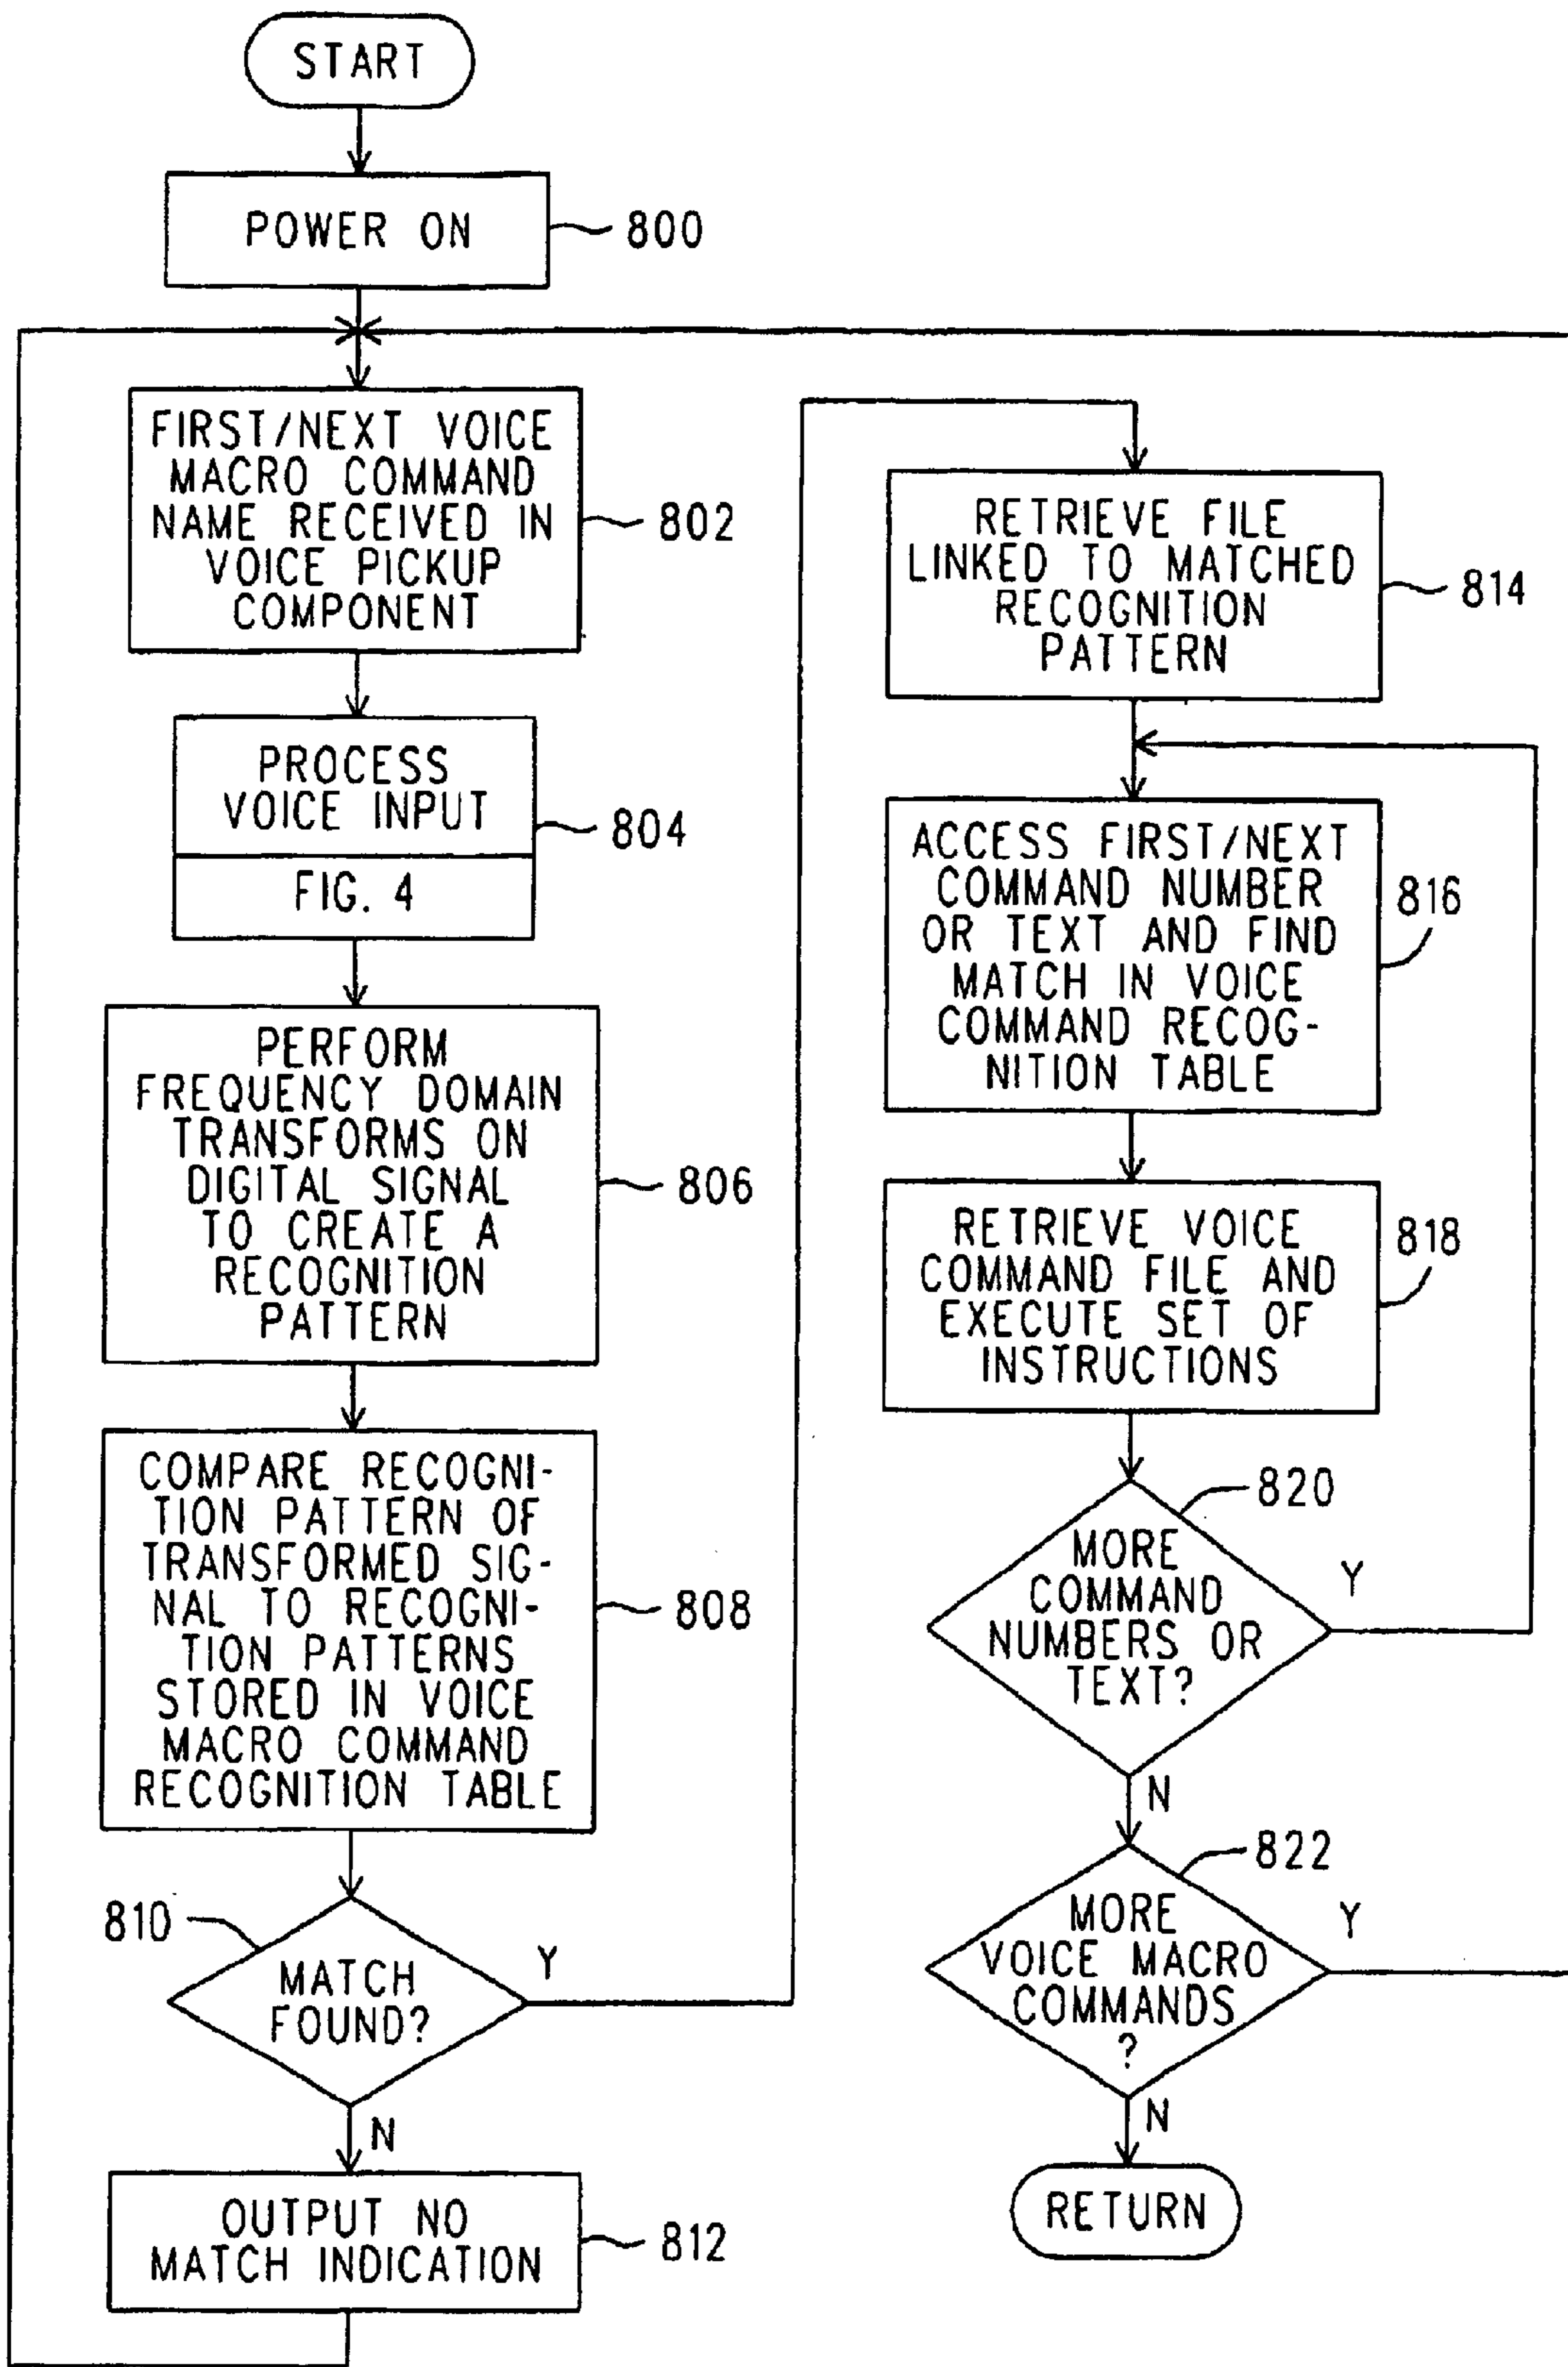 START
POWER ON
800
FIRST/NEXT VOICE
MACRO COMMAND
NAME RECEIVED IN
VOICE PICKUP
COMPONENT
802
PROCESS
VOICE INPUT
804
FIG. 4
PERFORM
FREQUENCY DOMAIN
TRANSFORMS ON
DIGITAL SIGNAL
TO CREATE A
RECOGNITION
PATTERN
806
COMPARE RECOGNI-
TION PATTERN OF
TRANSFORMED SIG-
NAL TO RECOGNI-
TION PATTERNS
STORED IN VOICE
MACRO COMMAND
RECOGNITION TABLE
808
810
MATCH
FOUND?
Y
N
OUTPUT NO
MATCH INDICATION
812
RETRIEVE FILE
LINKED TO MATCHED
RECOGNITION
PATTERN
814
ACCESS FIRST/NEXT
COMMAND NUMBER
OR TEXT AND FIND
MATCH IN VOICE
COMMAND RECOG-
NITION TABLE
816
RETRIEVE VOICE
COMMAND FILE AND
EXECUTE SET OF
INSTRUCTIONS
818
820
MORE
COMMAND
NUMBERS OR
TEXT?
Y
N
822
MORE
VOICE MACRO
COMMANDS
?
Y
N
RETURN